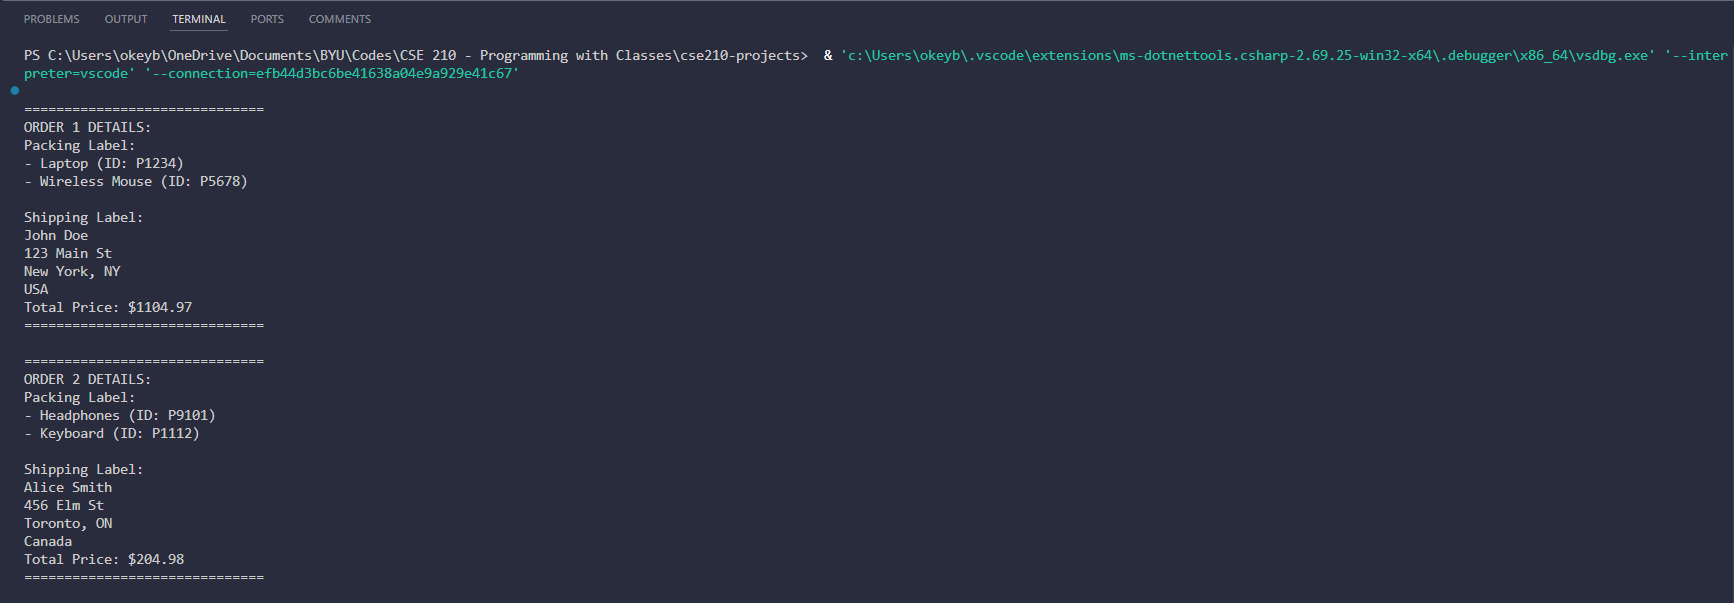 PROBLEMS OUTPUT TERMINAL PORTS COMMENTS
PS C:\Users\okeyb\OneDrive\Documents\BYU\Codes\CSE 210 - Programming with Classes\cse210-projects>  & 'c:\Users\okeyb\.vscode\extensions\ms-dotnettools.csharp-2.69.25-win32-x64\.debugger\x86_64\vsdbg.exe' '--inter
preter=vscode' '--connection=efb44d3bc6be41638a04e9a929e41c67'
==============================
ORDER 1 DETAILS:
Packing Label:
- Laptop (ID: P1234)
- Wireless Mouse (ID: P5678)
Shipping Label:
John Doe
123 Main St
New York, NY
USA
Total Price: $1104.97
==============================
==============================
ORDER 2 DETAILS:
Packing Label:
- Headphones (ID: P9101)
- Keyboard (ID: P1112)
Shipping Label:
Alice Smith
456 Elm St
Toronto, ON
Canada
Total Price: $204.98
==============================